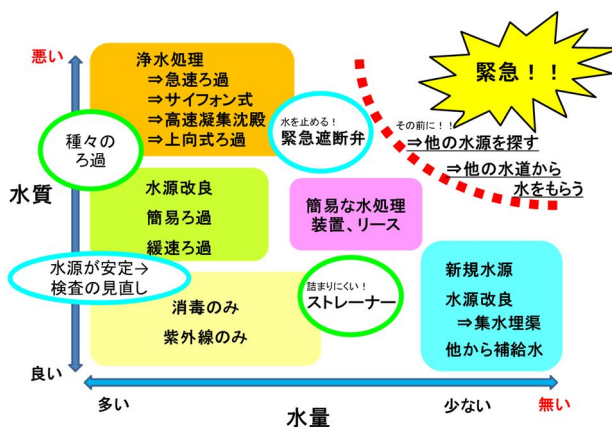 悪い
浄水処理
⇒急速ろ過
⇒サイフォン式
⇒高速凝集沈殿
⇒上向式ろ過
緊急！！
水を止める!
緊急遮断弁
その前に！！
⇒他の水源を探す
⇒他の水道から
水をもらう
種々の
ろ過
水質
水源改良
簡易ろ過
緩速ろ過
簡易な水処理
装置、リース
水源が安定→
検査の見直し
消毒のみ
紫外線のみ
詰まりにくい!
ストレーナー
新規水源
水源改良
⇒集水埋渠
他から補給水
良い
多い
水量
少ない
無い